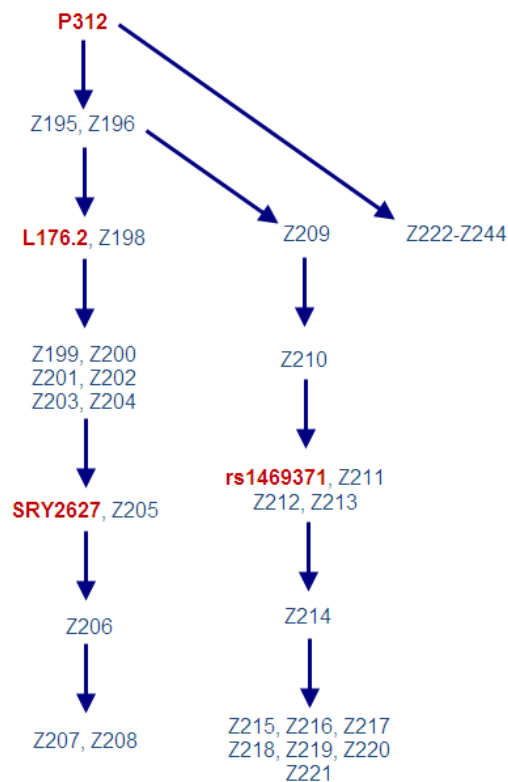 P312
Z195, Z196
L176.2, Z198
Z209
Z222-Z244
Z199, Z200
Z201, Z202
Z203, Z204
Z210
rs1469371, Z211
Z212, Z213
SRY2627, Z205
Z206
Z214
Z207, Z208
Z215, Z216, Z217
Z218, Z219, Z220
Z221